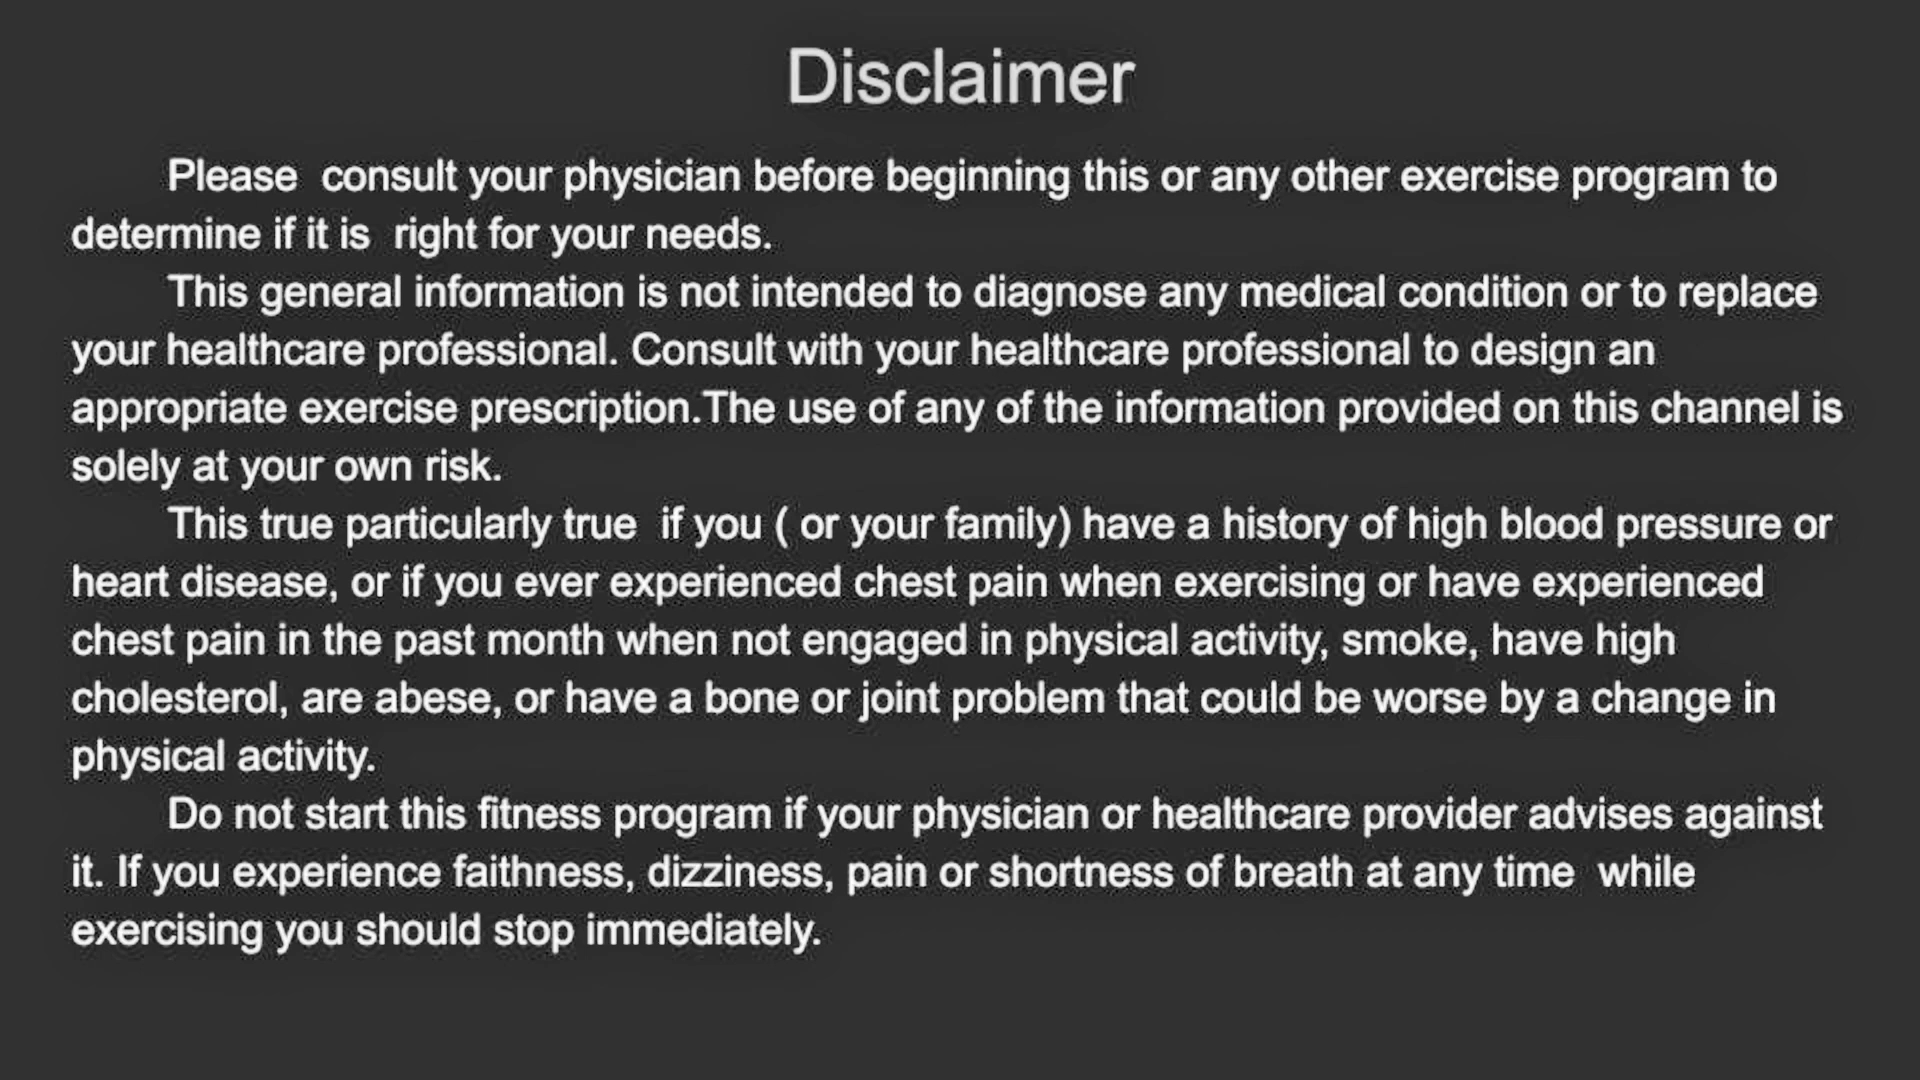 Disclaimer
Please  consult your physician before beginning this or any other exercise program to
determine if it is  right for your needs.
This general information is not intended to diagnose any medical condition or to replace
your healthcare professional. Consult with your healthcare professional to design an
appropriate exercise prescription.The use of any of the information provided on this channel is
solely at your own risk.
This true particularly true  if you ( or your family) have a history of high blood pressure or
heart disease, or if you ever experienced chest pain when exercising or have experienced
chest pain in the past month when not engaged in physical activity, smoke, have high
cholesterol, are abese, or have a bone or joint problem that could be worse by a change in
physical activity.
Do not start this fitness program if your physician or healthcare provider advises against
it. If you experience faithness, dizziness, pain or shortness of breath at any time  while
exercising you should stop immediately.